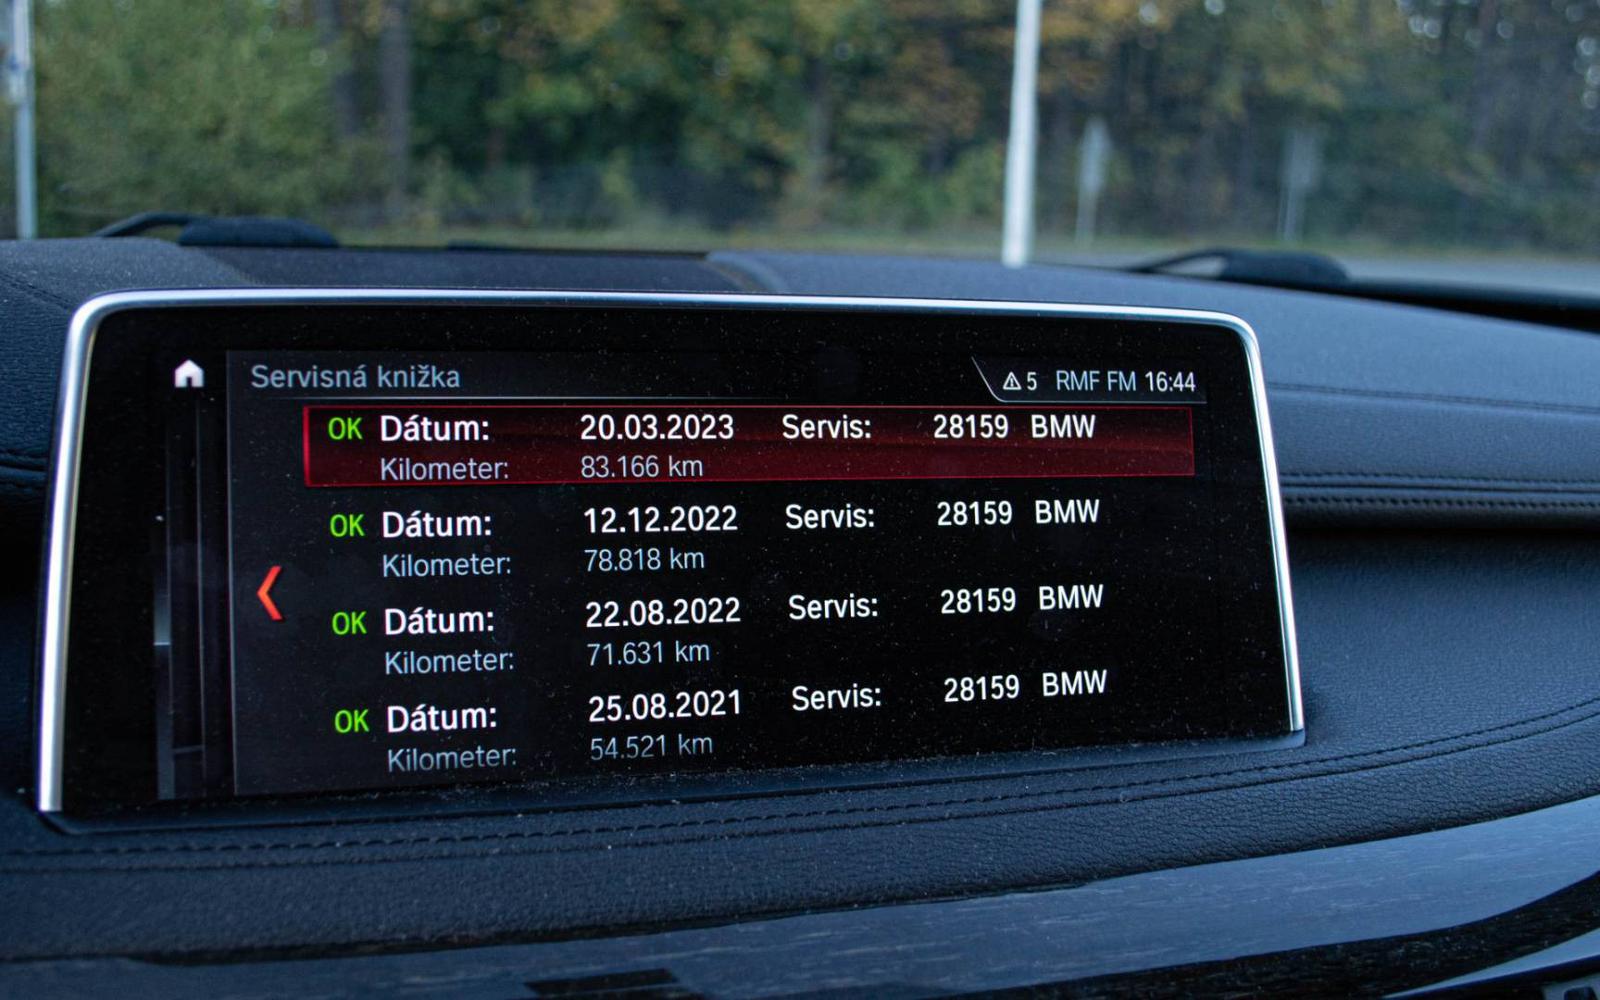 Servisná knižka 5 RMF FM 16:44
OK Dátum: 20.03.2023 Servis: 28159 BMW
Kilometer: 83.166 km
OK Dátum: 12.12.2022 Servis: 28159 BMW
Kilometer: 78.818 km
OK Dátum: 22.08.2022 Servis: 28159 BMW
Kilometer: 71.631 km
OK Dátum: 25.08.2021 Servis: 28159 BMW
Kilometer: 54.521 km